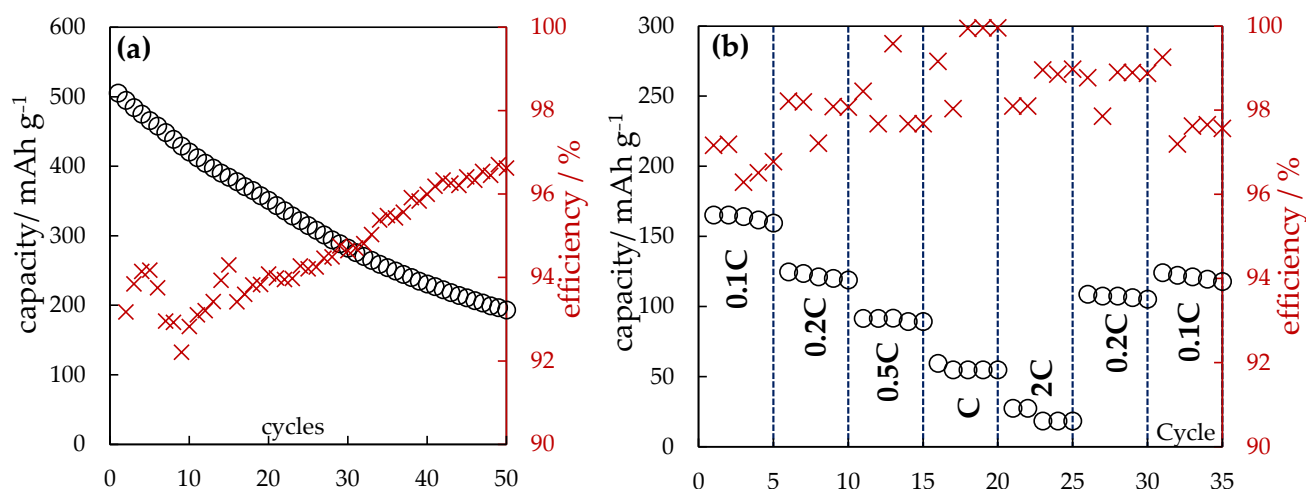 (a)
capacity/ mAh g⁻¹
600
500
400
300
200
100
0
0
10
20
30
40
50
cycles
100
98
96
94
92
90
efficiency / %
(b)
capacity/ mAh g⁻¹
300
250
200
150
100
50
0
0
5
10
15
20
25
30
35
Cycle
0.1C
0.2C
0.5C
C
2C
0.2C
0.1C
100
98
96
94
92
90
efficiency / %